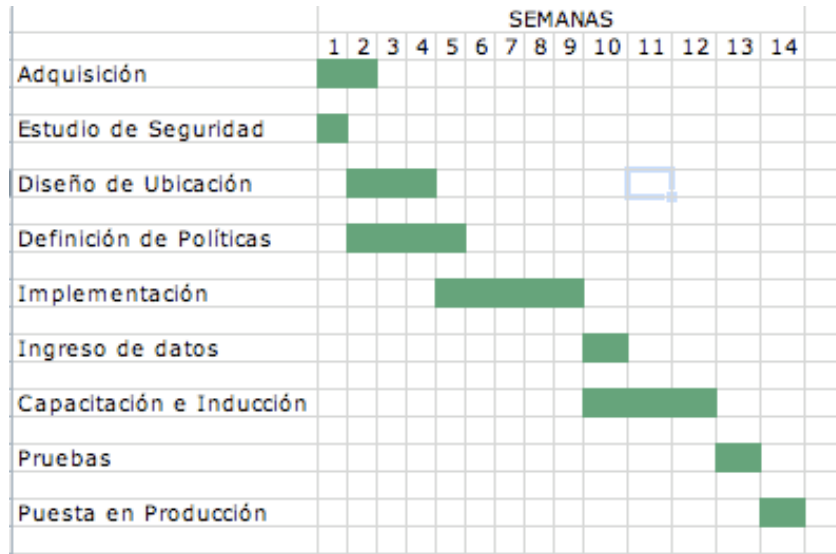 SEMANAS
1 2 3 4 5 6 7 8 9 10 11 12 13 14
Adquisición
Estudio de Seguridad
Diseño de Ubicación
Definición de Políticas
Implementación
Ingreso de datos
Capacitación e Inducción
Pruebas
Puesta en Producción